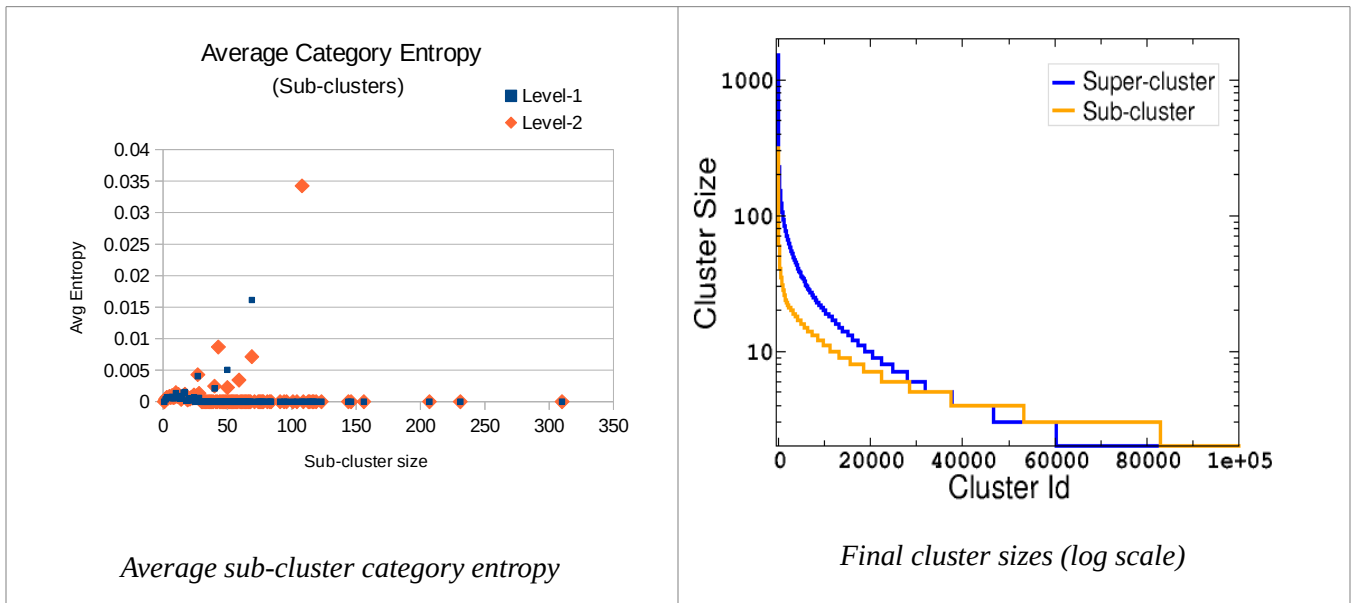 Average Category Entropy
(Sub-clusters)
Level-1
Level-2
0.04
0.035
0.03
0.025
0.02
0.015
0.01
0.005
0
Avg Entropy
0 50 100 150 200 250 300 350
Sub-cluster size
Average sub-cluster category entropy
1000
100
10
Cluster Size
Super-cluster
Sub-cluster
0 20000 40000 60000 80000 1e+05
Cluster Id
Final cluster sizes (log scale)